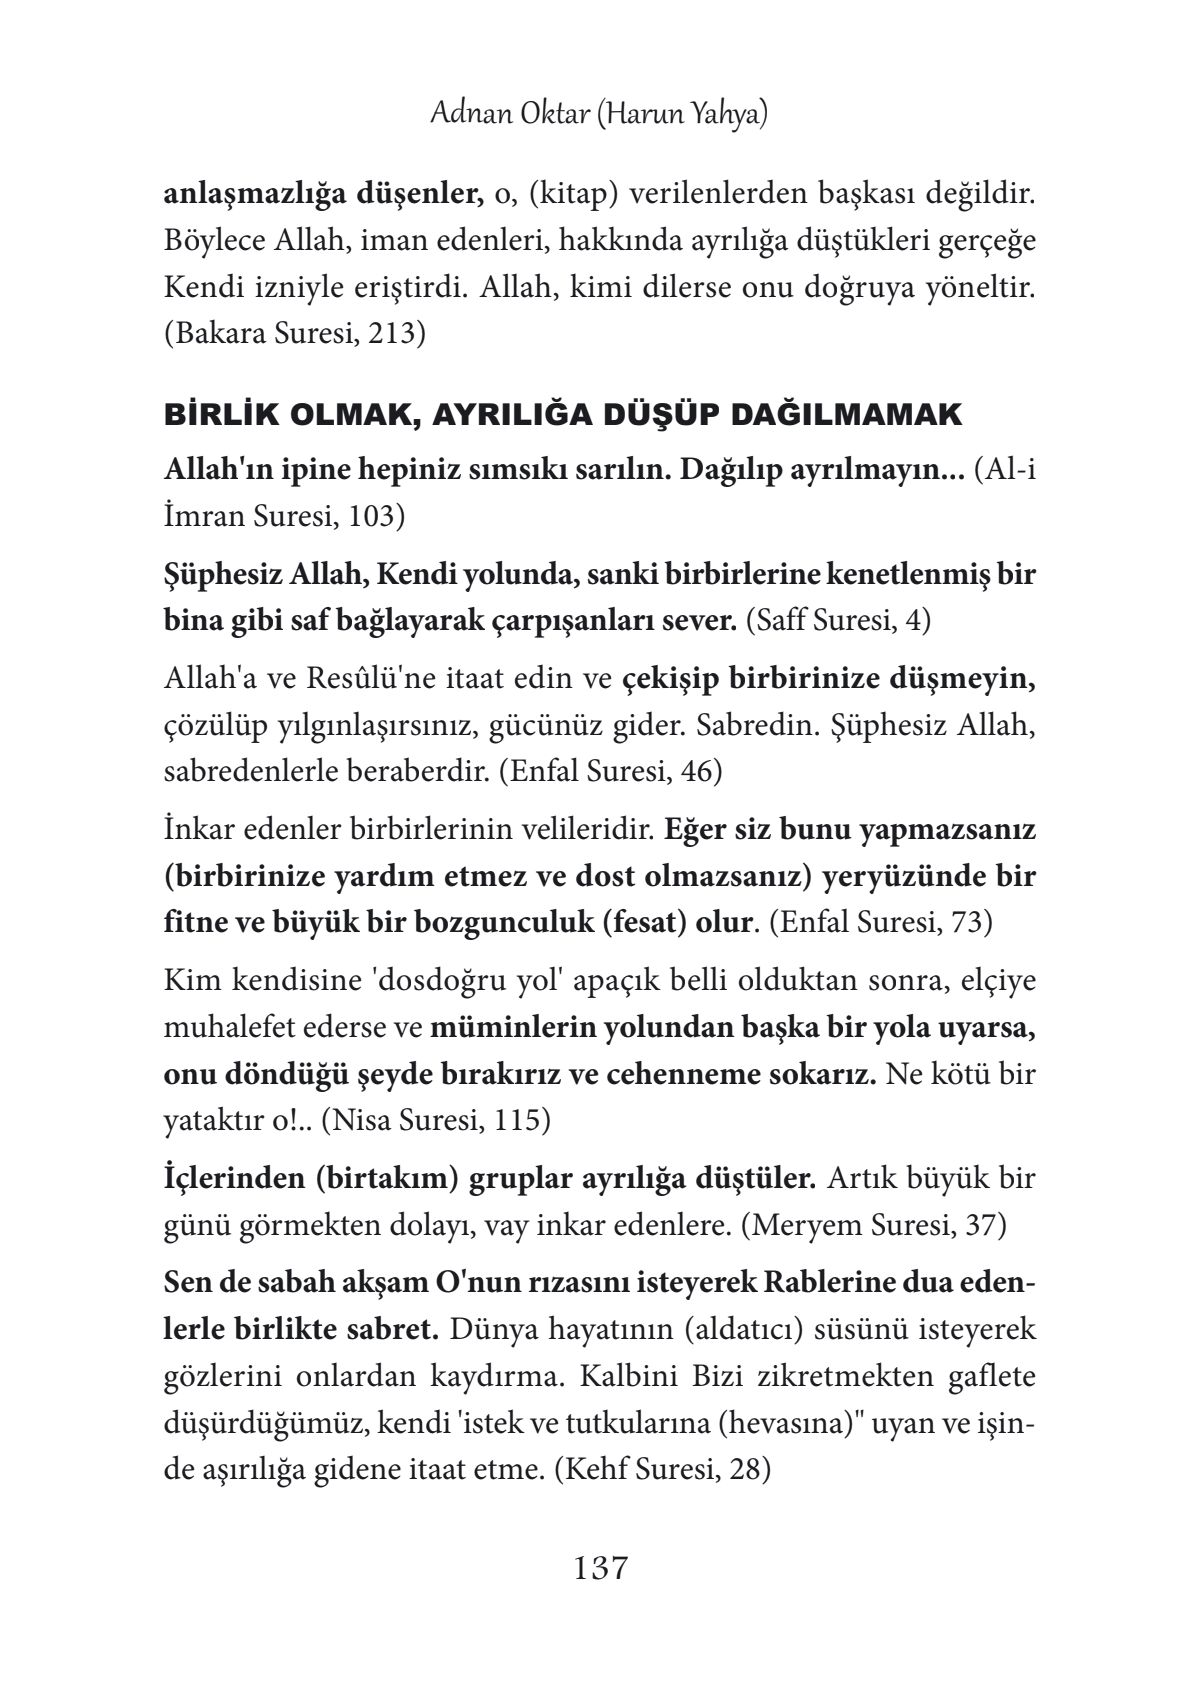 Adnan Oktar (Harun Yahya)
anlaşmazlığa düşenler, o, (kitap) verilenlerden başkası değildir.
Böylece Allah, iman edenleri, hakkında ayrılığa düştükleri gerçeğe
Kendi izniyle eriştirdi. Allah, kimi dilerse onu doğruya yöneltir.
(Bakara Suresi, 213)
BİRLİK OLMAK, AYRILIĞA DÜŞÜP DAĞILMAMAK
Allah'ın ipine hepiniz sımsıkı sarılın. Dağılıp ayrılmayın... (Al-i
İmran Suresi, 103)
Şüphesiz Allah, Kendi yolunda, sanki birbirlerine kenetlenmiş bir
bina gibi saf bağlayarak çarpışanları sever. (Saff Suresi, 4)
Allah'a ve Resûlü'ne itaat edin ve çekişip birbirinize düşmeyin,
çözülüp yılgınlaşırsınız, gücünüz gider. Sabredin. Şüphesiz Allah,
sabredenlerle beraberdir. (Enfal Suresi, 46)
İnkar edenler birbirlerinin velileridir. Eğer siz bunu yapmazsanız
(birbirinize yardım etmez ve dost olmazsanız) yeryüzünde bir
fitne ve büyük bir bozgunculuk (fesat) olur. (Enfal Suresi, 73)
Kim kendisine 'dosdoğru yol' apaçık belli olduktan sonra, elçiye
muhalefet ederse ve müminlerin yolundan başka bir yola uyarsa,
onu döndüğü şeyde bırakırız ve cehenneme sokarız. Ne kötü bir
yataktır o!.. (Nisa Suresi, 115)
İçlerinden (birtakım) gruplar ayrılığa düştüler. Artık büyük bir
günü görmekten dolayı, vay inkar edenlere. (Meryem Suresi, 37)
Sen de sabah akşam O'nun rızasını isteyerek Rablerine dua eden-
lerle birlikte sabret. Dünya hayatının (aldatıcı) süsünü isteyerek
gözlerini onlardan kaydırma. Kalbini Bizi zikretmekten gaflete
düşürdüğümüz, kendi 'istek ve tutkularına (hevasına)" uyan ve işin-
de aşırılığa gidene itaat etme. (Kehf Suresi, 28)
137